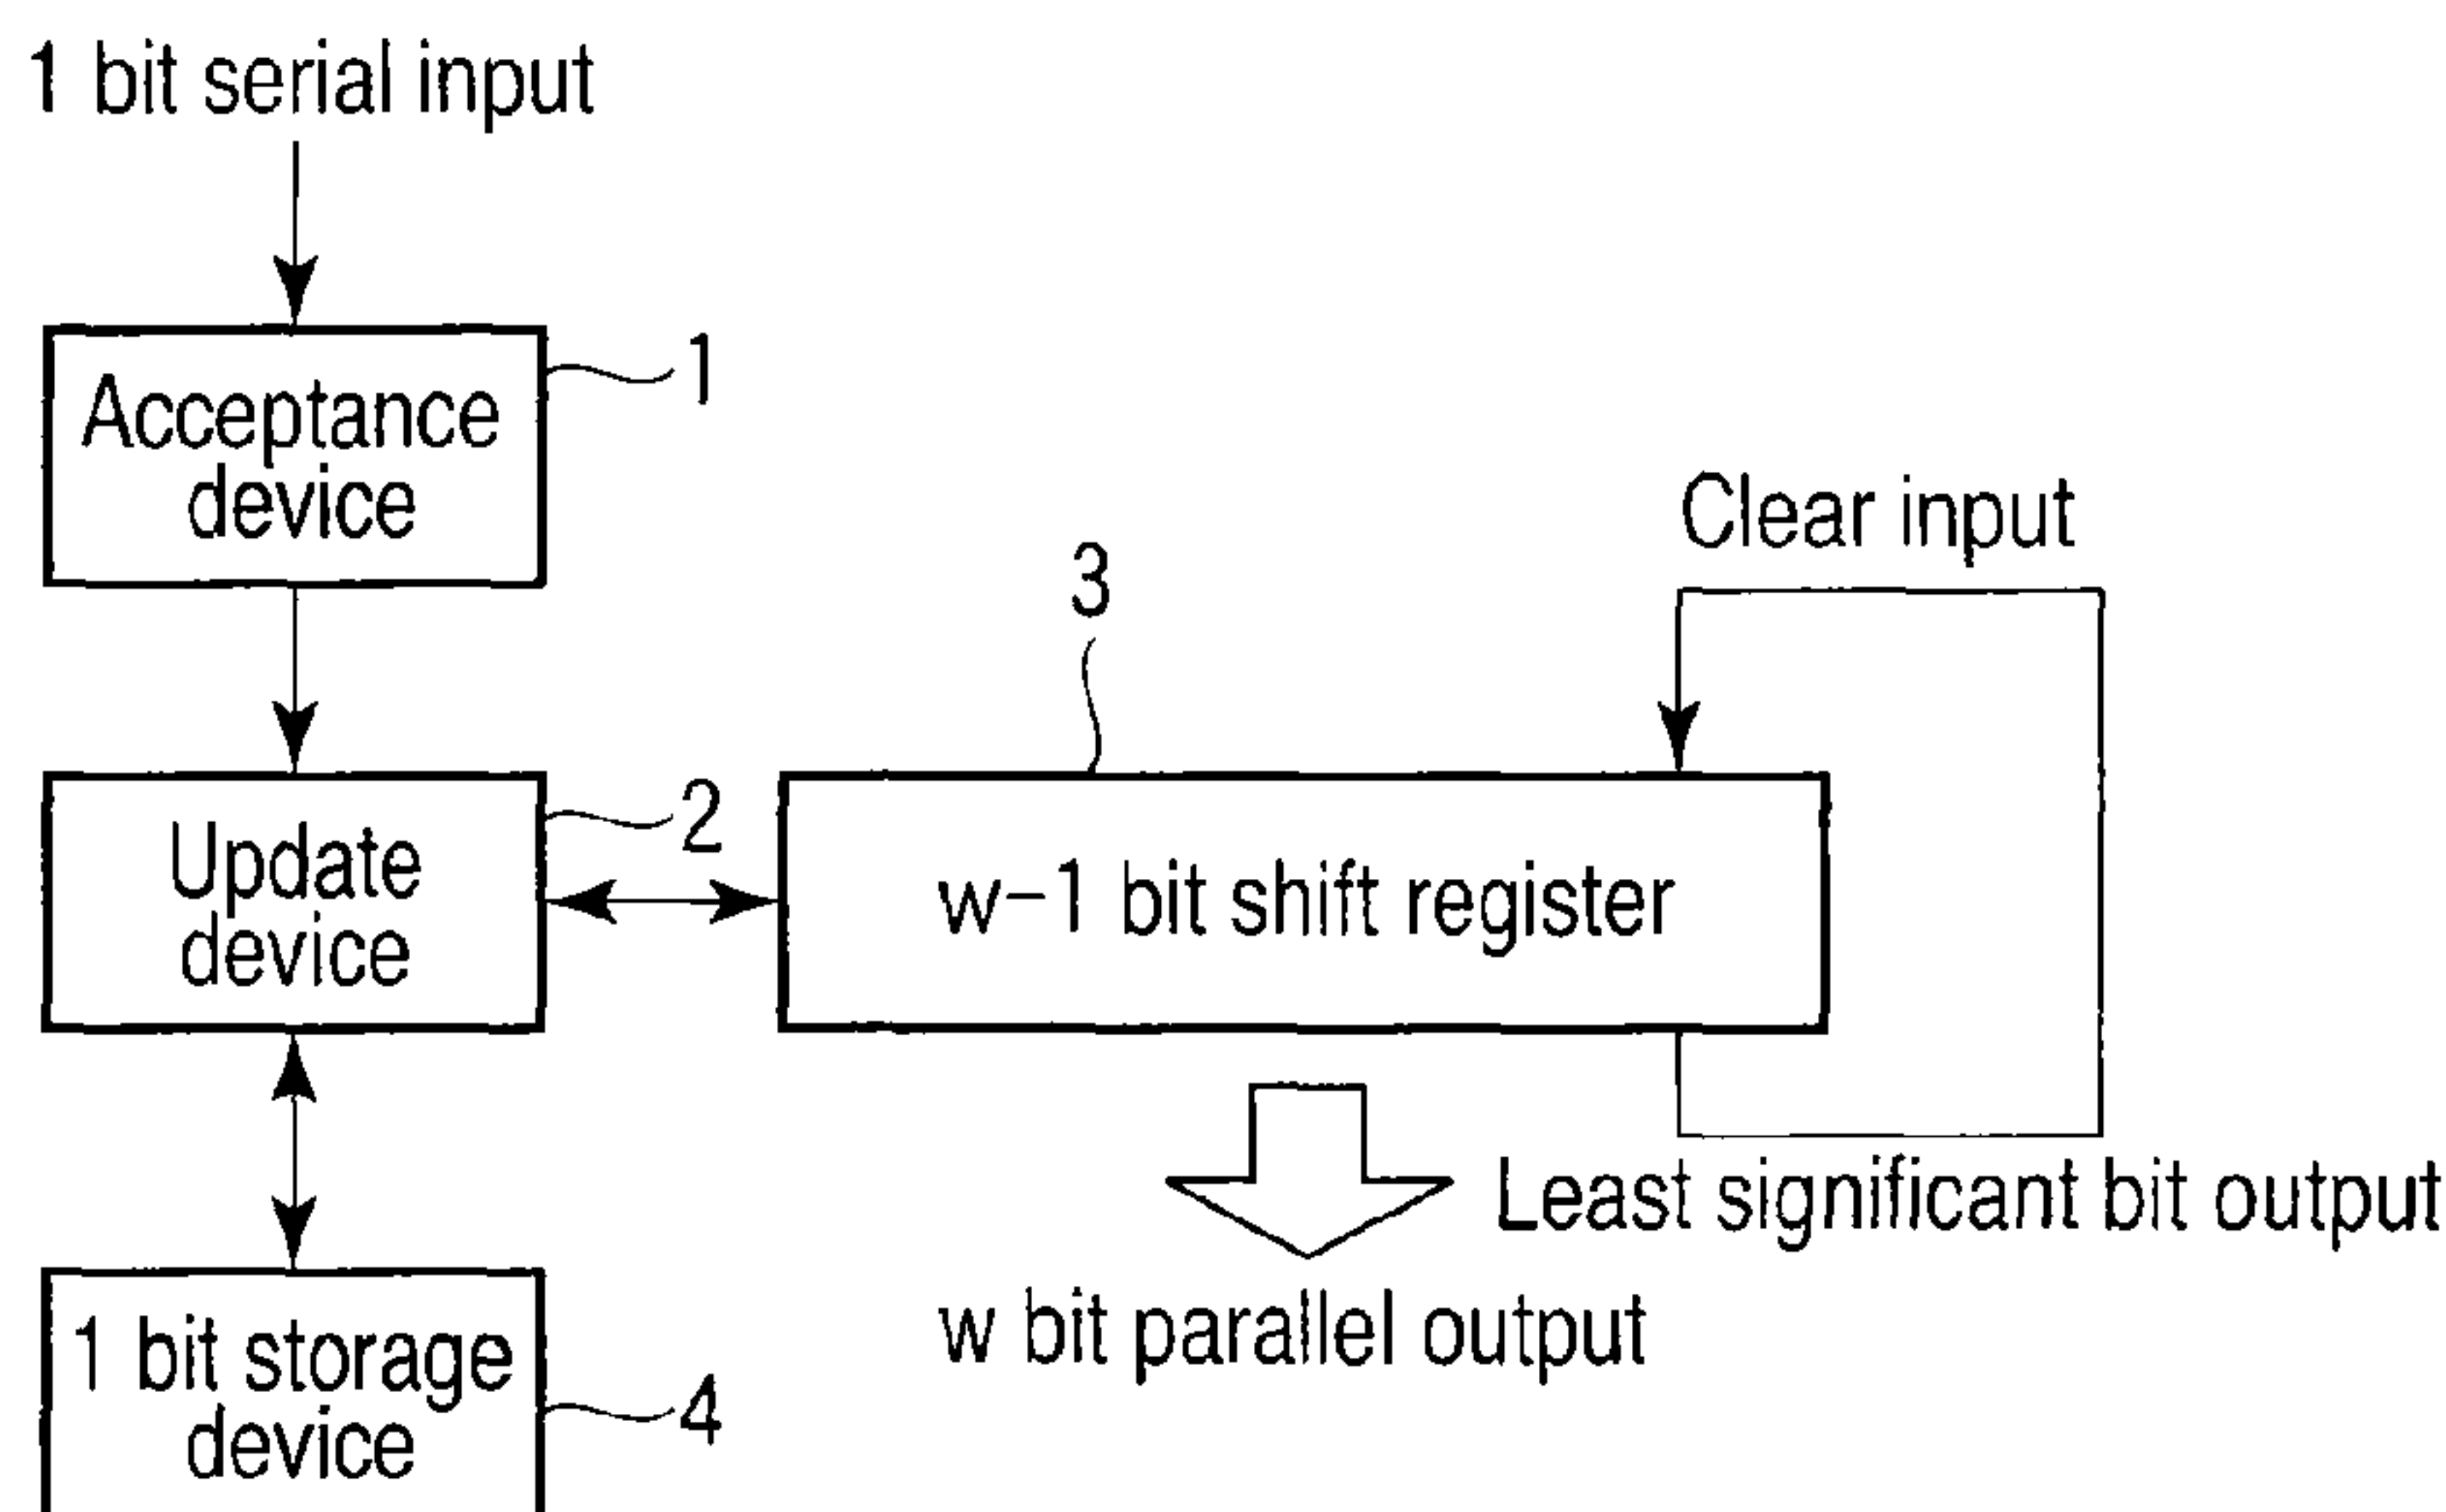 1 bit serial input
Acceptance
device
1
Clear input
3
Update
device
2
w−1 bit shift register
Least significant bit output
w bit parallel output
1 bit storage
device
4